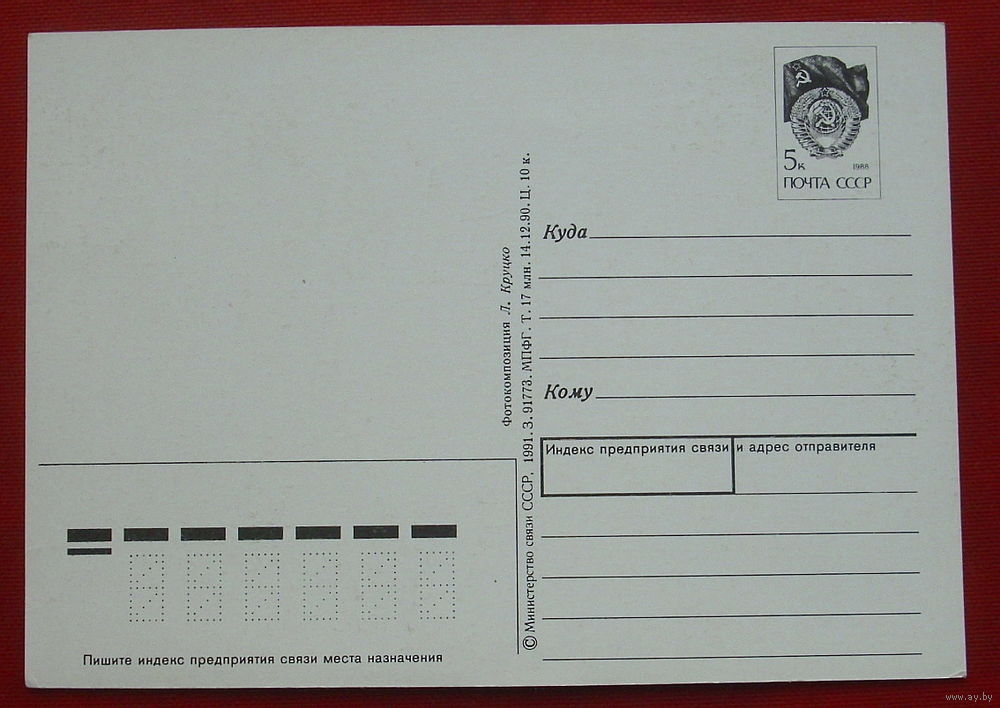 5к 1988
ПОЧТА СССР
Фотокомпозиция Л. Круцко
© Министерство связи СССР, 1991. З. 91773. МПФГ. Т. 17 млн. 14.12.90. Ц. 10 к.
Куда
Кому
Индекс предприятия связи и адрес отправителя
Пишите индекс предприятия связи места назначения
www.ay.by